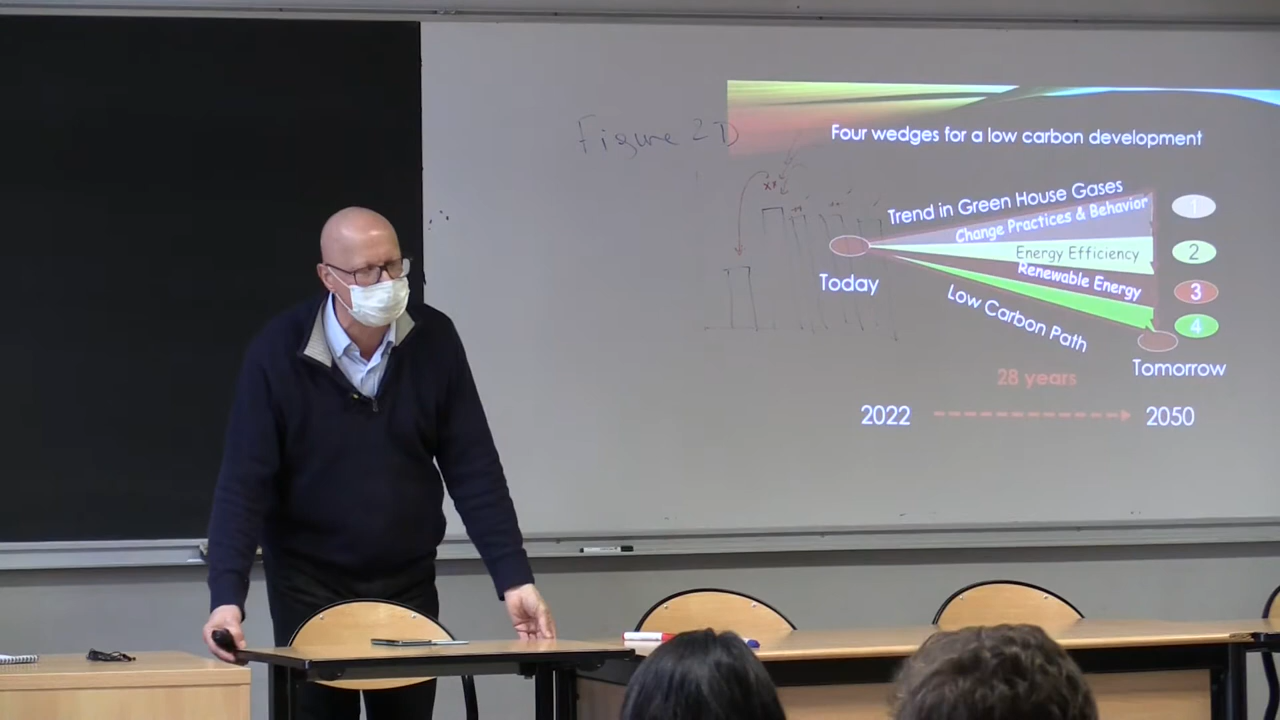 Figure 2D
Four wedges for a low carbon development
Trend in Green House Gases
Change Practices & Behavior
1
Energy Efficiency
2
Renewable Energy
3
Today
Low Carbon Path
4
Tomorrow
28 years
2022
2050